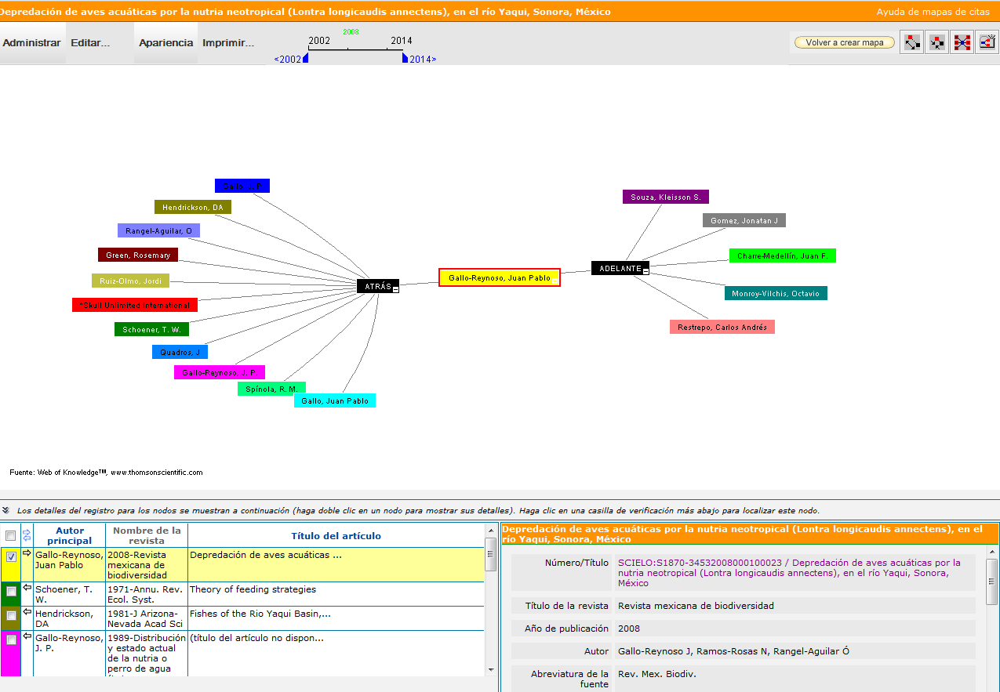 Depredación de aves acuáticas por la nutria neotropical (Lontra longicaudis annectens), en el río Yaqui, Sonora, México
Ayuda de mapas de citas
Administrar
Editar...
Apariencia
Imprimir...
2008
2002
2014
<2002
2014>
Volver a crear mapa
Gallo, J. P.
Hendrickson, DA
Rangel-Aguilar, O
Green, Rosemary
Ruiz-Olmo, Jordi
^Skull Unlimited International
Schoener, T. W.
Quadros, J
Gallo-Reynoso, J. P.
Spínola, R. M.
Gallo, Juan Pablo
ATRÁS
Gallo-Reynoso, Juan Pablo
ADELANTE
Souza, Kleisson S.
Gomez, Jonatan J
Charre-Medellín, Juan F.
Monroy-Vilchis, Octavio
Restrepo, Carlos Andrés
Fuente: Web of Knowledge™, www.thomsonscientific.com
Los detalles del registro para los nodos se muestran a continuación (haga doble clic en un nodo para mostrar sus detalles). Haga clic en una casilla de verificación más abajo para localizar este nodo.
Autor
principal
Nombre de la
revista
Título del artículo
Gallo-Reynoso,
Juan Pablo
2008-Revista
mexicana de
biodiversidad
Depredación de aves acuáticas ...
Schoener, T.
W.
1971-Annu. Rev.
Ecol. Syst.
Theory of feeding strategies
Hendrickson,
DA
1981-J Arizona-
Nevada Acad Sci
Fishes of the Rio Yaqui Basin,...
Gallo-Reynoso,
J. P.
1989-Distribución
y estado actual
de la nutria o
perro de agua
(título del artículo no dispon...
Depredación de aves acuáticas por la nutria neotropical (Lontra longicaudis annectens), en el
río Yaqui, Sonora, México
Número/Título
SCIELO:S1870-34532008000100023 / Depredación de aves acuáticas por la
nutria neotropical (Lontra longicaudis annectens), en el río Yaqui, Sonora,
México
Título de la revista
Revista mexicana de biodiversidad
Año de publicación
2008
Autor
Gallo-Reynoso J, Ramos-Rosas N, Rangel-Aguilar Ó
Abreviatura de la
fuente
Rev. Mex. Biodiv.